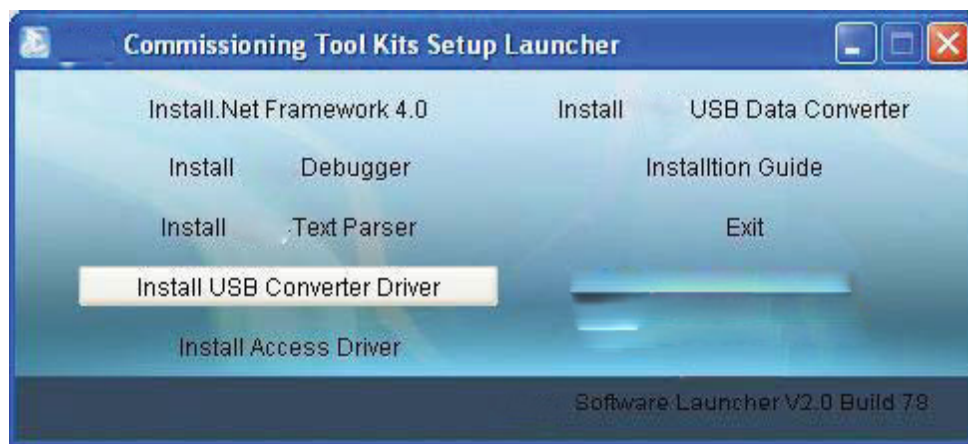 Commissioning Tool Kits Setup Launcher
Install.Net Framework 4.0
Install USB Data Converter
Install Debugger
Installtion Guide
Install Text Parser
Exit
Install USB Converter Driver
Install Access Driver
Software Launcher V2.0 Build 78